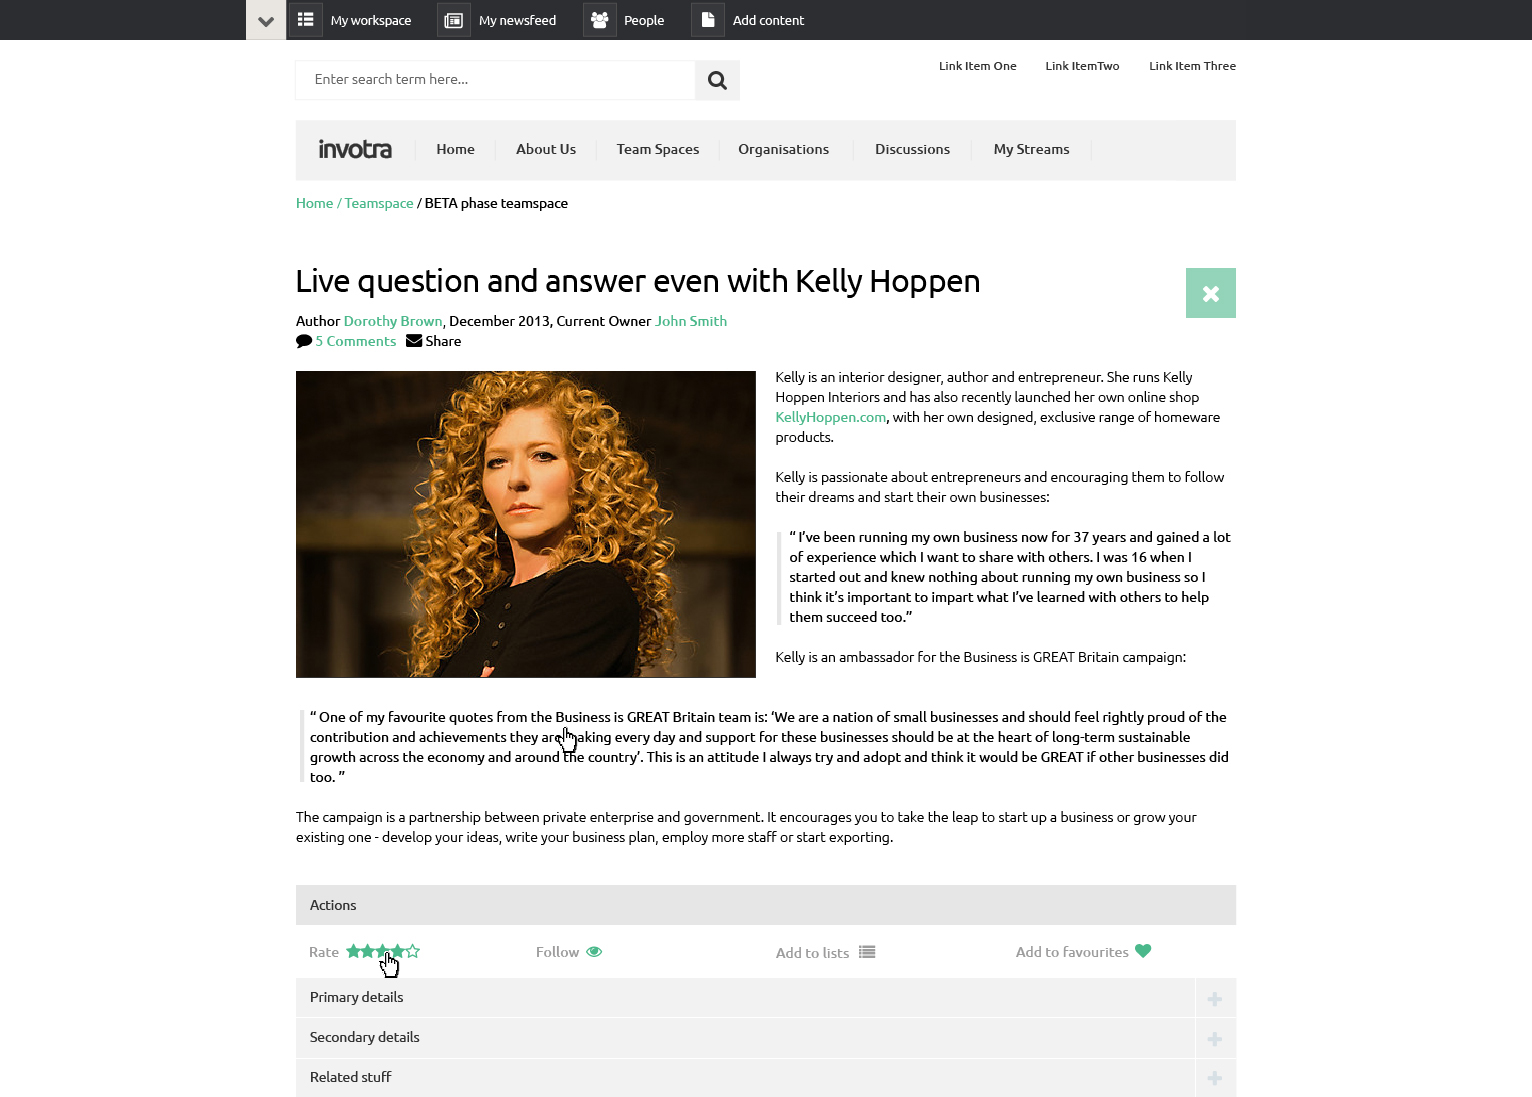 My workspace My newsfeed People Add content
Enter search term here...
Link Item One Link ItemTwo Link Item Three
invotra Home About Us Team Spaces Organisations Discussions My Streams
Home / Teamspace / BETA phase teamspace
Live question and answer even with Kelly Hoppen
Author Dorothy Brown, December 2013, Current Owner John Smith
5 Comments Share
Kelly is an interior designer, author and entrepreneur. She runs Kelly
Hoppen Interiors and has also recently launched her own online shop
KellyHoppen.com, with her own designed, exclusive range of homeware
products.
Kelly is passionate about entrepreneurs and encouraging them to follow
their dreams and start their own businesses:
“ I’ve been running my own business now for 37 years and gained a lot
of experience which I want to share with others. I was 16 when I
started out and knew nothing about running my own business so I
think it’s important to impart what I’ve learned with others to help
them succeed too.”
Kelly is an ambassador for the Business is GREAT Britain campaign:
“ One of my favourite quotes from the Business is GREAT Britain team is: ‘We are a nation of small businesses and should feel rightly proud of the
contribution and achievements they are making every day and support for these businesses should be at the heart of long-term sustainable
growth across the economy and around the country’. This is an attitude I always try and adopt and think it would be GREAT if other businesses did
too. ”
The campaign is a partnership between private enterprise and government. It encourages you to take the leap to start up a business or grow your
existing one - develop your ideas, write your business plan, employ more staff or start exporting.
Actions
Rate Follow Add to lists Add to favourites
Primary details
Secondary details
Related stuff